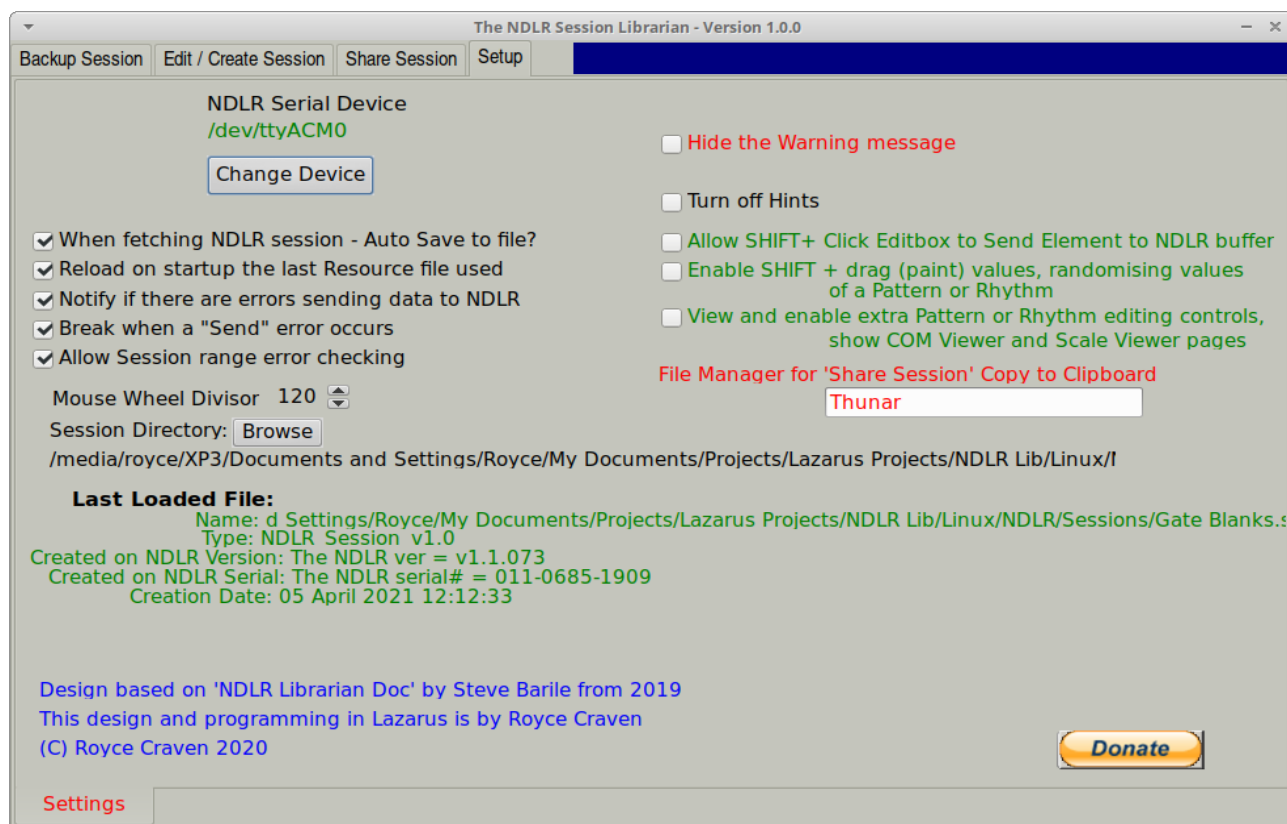 The NDLR Session Librarian - Version 1.0.0
Backup Session Edit / Create Session Share Session Setup
NDLR Serial Device
/dev/ttyACM0
Change Device
Hide the Warning message
Turn off Hints
When fetching NDLR session - Auto Save to file?
Reload on startup the last Resource file used
Notify if there are errors sending data to NDLR
Break when a "Send" error occurs
Allow Session range error checking
Allow SHIFT+ Click Editbox to Send Element to NDLR buffer
Enable SHIFT + drag (paint) values, randomising values
of a Pattern or Rhythm
View and enable extra Pattern or Rhythm editing controls,
show COM Viewer and Scale Viewer pages
File Manager for 'Share Session' Copy to Clipboard
Thunar
Mouse Wheel Divisor 120
Session Directory: Browse
/media/royce/XP3/Documents and Settings/Royce/My Documents/Projects/Lazarus Projects/NDLR Lib/Linux/
Last Loaded File:
Name: d Settings/Royce/My Documents/Projects/Lazarus Projects/NDLR Lib/Linux/NDLR/Sessions/Gate Blanks.s
Type: NDLR Session v1.0
Created on NDLR Version: The NDLR ver = v1.1.073
Created on NDLR Serial: The NDLR serial# = 011-0685-1909
Creation Date: 05 April 2021 12:12:33
Design based on 'NDLR Librarian Doc' by Steve Barile from 2019
This design and programming in Lazarus is by Royce Craven
(C) Royce Craven 2020
Donate
Settings